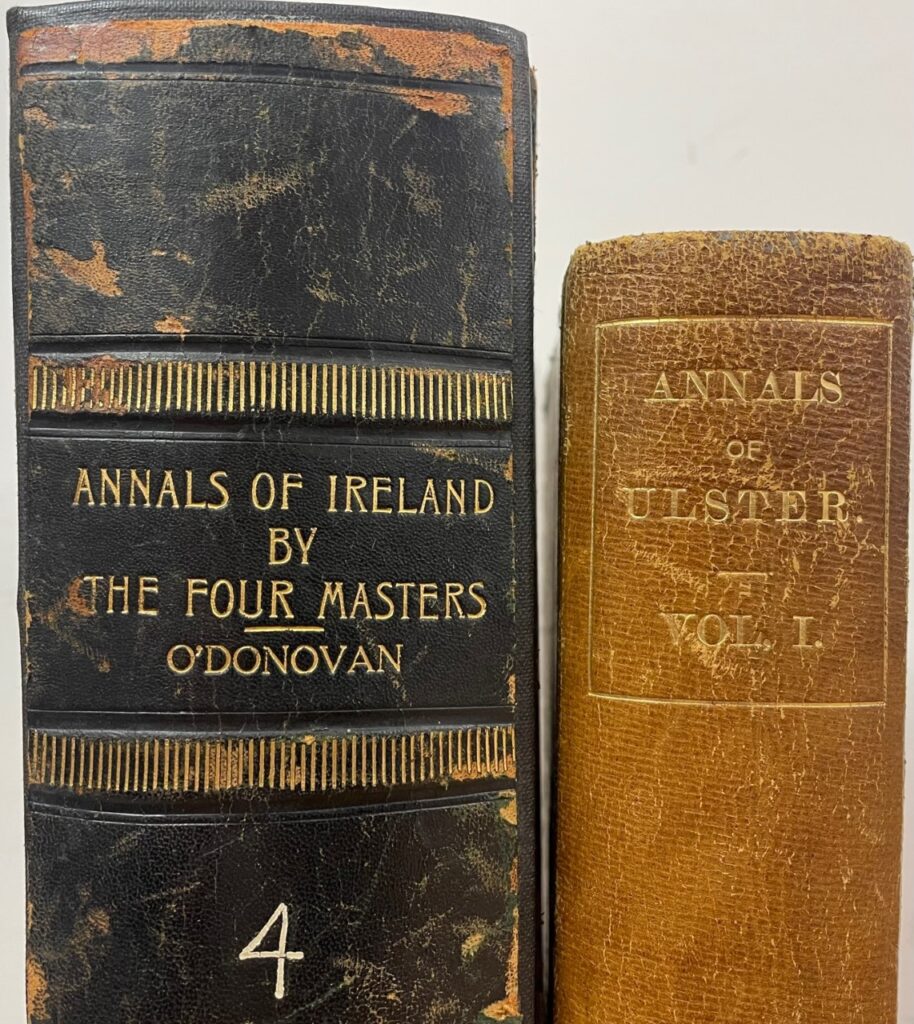 ANNALS OF IRELAND
BY
THE FOUR MASTERS
O'DONOVAN
4
ANNALS
OF
ULSTER.
VOL. I.